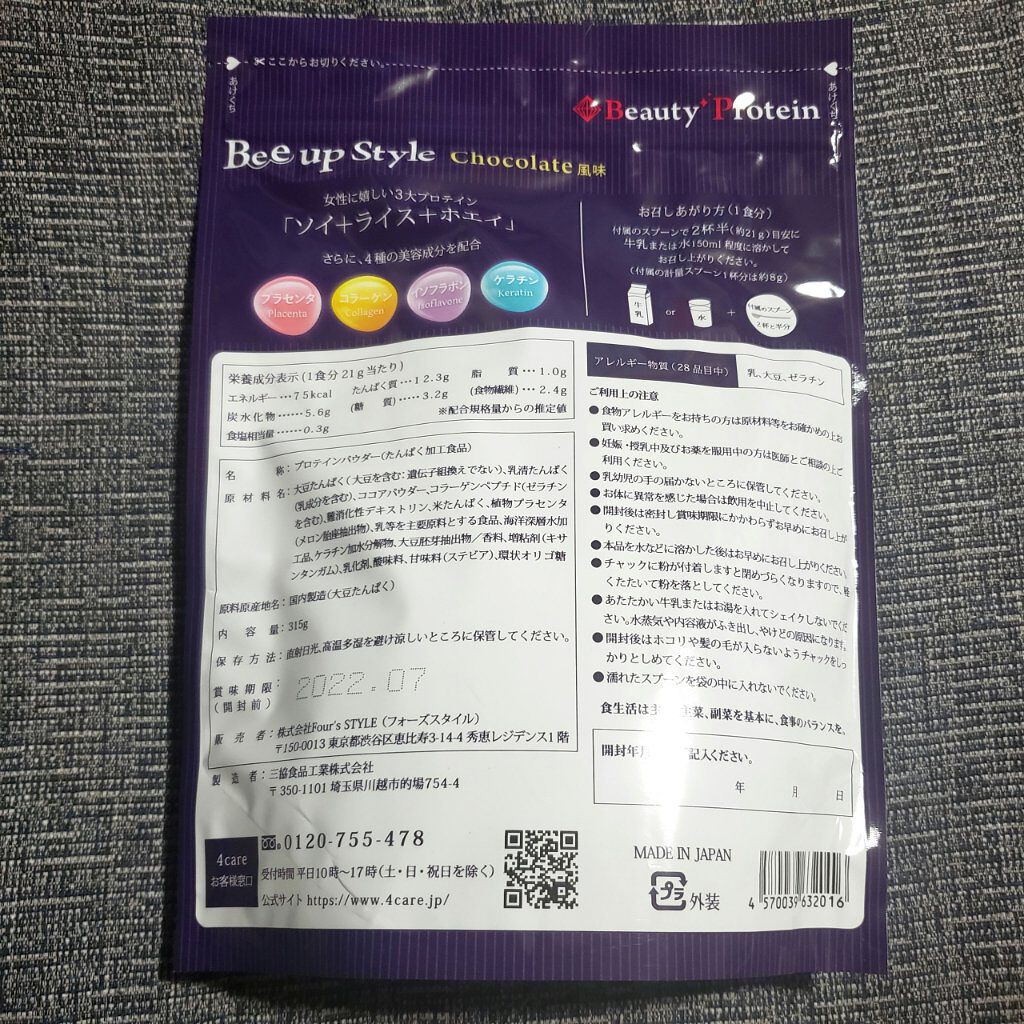 ここからお切りください。
あけくち
あけくち
Beauty Protein
Bee up Style Chocolate風味
女性に嬉しい3大プロテイン
「ソイ+ライス+ホエイ」
さらに、4種の美容成分を配合
プラセンタ
Placenta
コラーゲン
Collagen
イソフラボン
Isoflavone
ケラチン
Keratin
お召しあがり方(1食分)
付属のスプーンで2杯半(約21g)目安に
牛乳または水150ml程度に溶かして
お召し上がりください。
(付属の計量スプーン1杯分は約8g)
牛乳
or
水
+
付属のスプーン
2杯と半分
栄養成分表示(1食分21g当たり)
エネルギー…75kcal たんぱく質…12.3g 脂 質…1.0g
炭水化物……5.6g (糖 質)……3.2g (食物繊維)…2.4g
食塩相当量……0.3g ※配合規格量からの推定値
名 称:プロテインパウダー(たんぱく加工食品)
原材料名:大豆たんぱく(大豆を含む:遺伝子組換えでない)、乳清たんぱく
(乳成分を含む)、ココアパウダー、コラーゲンペプチド(ゼラチン
を含む)、難消化性デキストリン、米たんぱく、植物プラセンタ
(メロン胎座抽出物)、乳等を主要原料とする食品、海洋深層水加
工品、ケラチン加水分解物、大豆胚芽抽出物/香料、増粘剤(キサ
ンタンガム)、乳化剤、酸味料、甘味料(ステビア)、環状オリゴ糖
原料原産地名:国内製造(大豆たんぱく)
内 容 量:315g
保存方法:直射日光、高温多湿を避け涼しいところに保管してください。
賞味期限:
(開封前)
2022.07
販 売 者:株式会社Four's STYLE(フォーズスタイル)
〒150-0013 東京都渋谷区恵比寿3-14-4 秀恵レジデンス1階
製 造 者:三協食品工業株式会社
〒350-1101 埼玉県川越市的場754-4
アレルギー物質(28品目中) 乳、大豆、ゼラチン
ご利用上の注意
●食物アレルギーをお持ちの方は原材料等をお確かめの上お
買い求めください。
●妊娠・授乳中及びお薬を服用中の方は医師とご相談の上ご
利用ください。
●乳幼児の手の届かないところに保管してください。
●お体に異常を感じた場合は飲用を中止してください。
●開封後は密封し賞味期限にかかわらずお早めにお召し上が
りください。
●本品を水などに溶かした後はお早めにお召し上がりください。
●チャックに粉が付着しますと閉めづらくなりますので、軽
くたたいて粉を落としてください。
●あたたかい牛乳またはお湯を入れてシェイクしないでくだ
さい。水蒸気や内容液がふき出し、やけどの原因になります。
●開封後はホコリや髪の毛が入らないようチャックをしっ
かりとしめてください。
●濡れたスプーンを袋の中に入れないでください。
食生活は主 主菜、副菜を基本に、食事のバランスを。
開封年月 記入ください。
年 月 日
4care
お客様窓口
0120-755-478
受付時間 平日10時〜17時(土・日・祝日を除く)
公式サイト https://www.4care.jp/
MADE IN JAPAN
プラ
外装
4 570039 632016